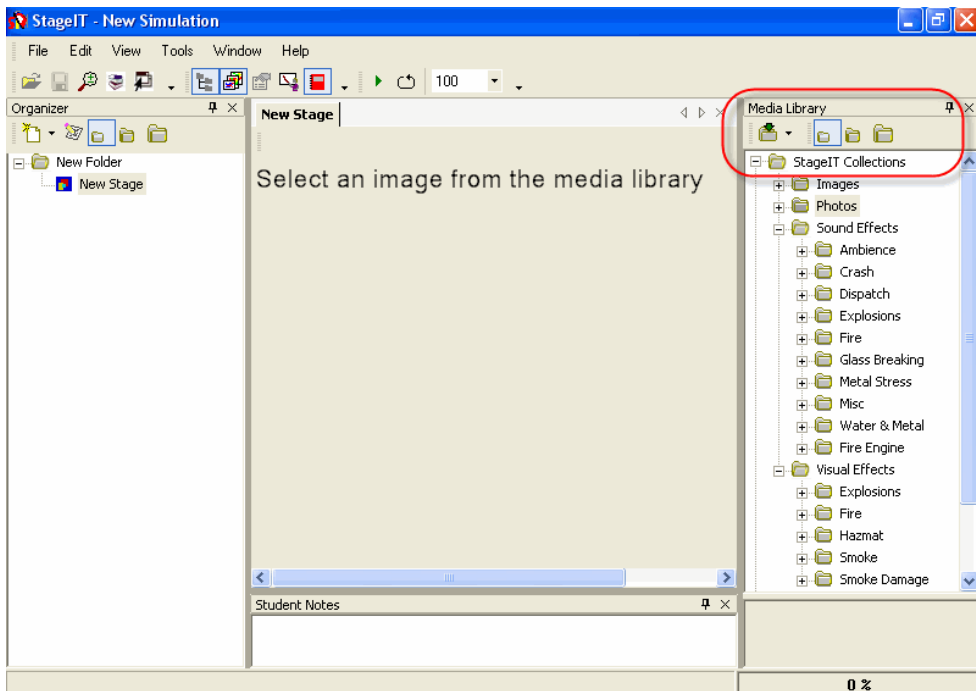 StageIT - New Simulation
File Edit View Tools Window Help
100
Organizer
New Folder
New Stage
New Stage
Select an image from the media library
Student Notes
Media Library
StageIT Collections
Images
Photos
Sound Effects
Ambience
Crash
Dispatch
Explosions
Fire
Glass Breaking
Metal Stress
Misc
Water & Metal
Fire Engine
Visual Effects
Explosions
Fire
Hazmat
Smoke
Smoke Damage
0 %